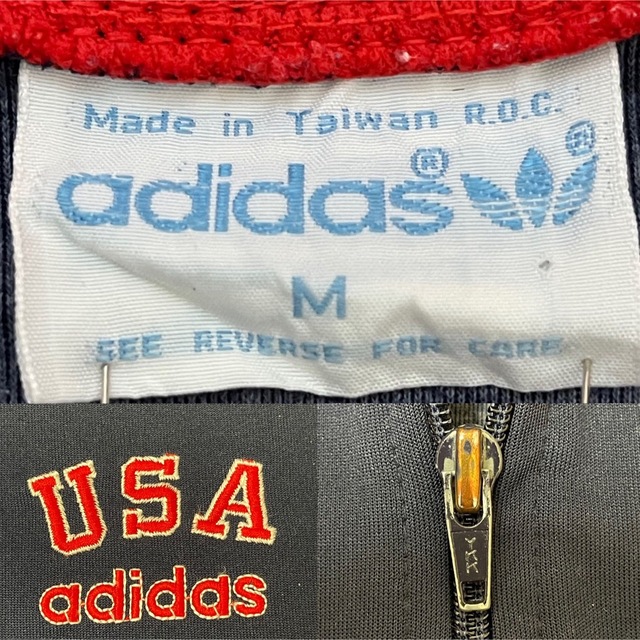 Made in Taiwan R.O.C.
adidas® ®
M
SEE REVERSE FOR CARE
USA
adidas
YKK